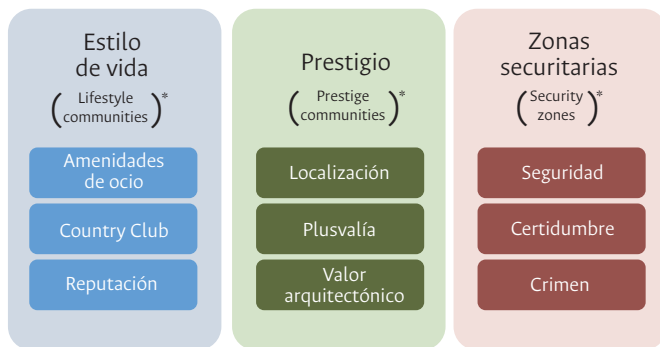 Estilo
de vida
(Lifestyle
communities)*
Amenidades
de ocio
Country Club
Reputación
Prestigio
(Prestige
communities)*
Localización
Plusvalía
Valor
arquitectónico
Zonas
securitarias
(Security
zones)*
Seguridad
Certidumbre
Crimen